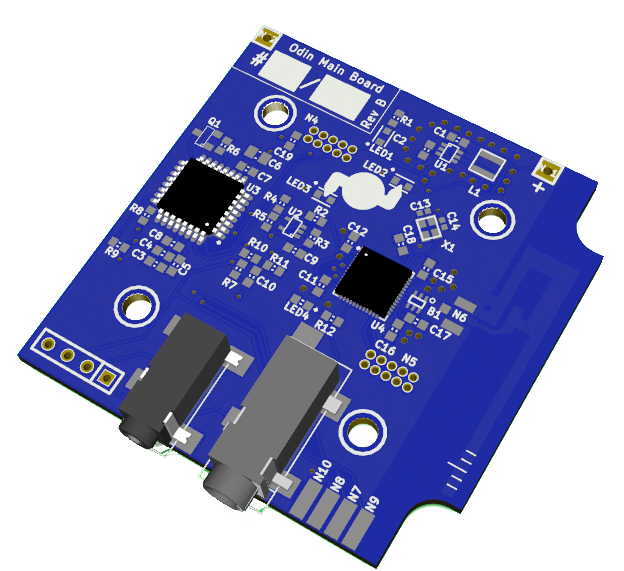 Odin Main Board
# /
Rev B
R1
C2
LED1
C1
U1
L1
+
N4
Q1
R6
C19
C6
C7
U3
LED2
LED3
R4
R2
R5
U2
R3
C13
C14
C18
X1
R8
C8
C4
C3
R9
R10
R11
C9
C12
R7
C10
C11
C15
LED4
R12
U4
B1
C17
N6
C16
N5
N10
N8
N7
N9